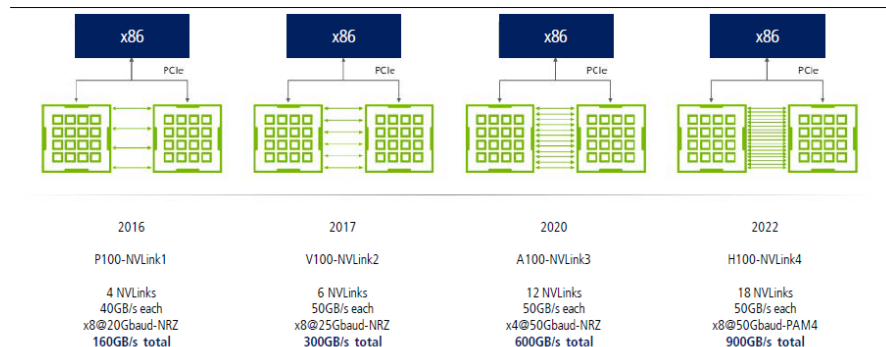 x86
x86
x86
x86
PCIe
PCIe
PCIe
PCIe
2016
2017
2020
2022
P100-NVLink1
V100-NVLink2
A100-NVLink3
H100-NVLink4
4 NVLinks
40GB/s each
x8@20Gbaud-NRZ
160GB/s total
6 NVLinks
50GB/s each
x8@25Gbaud-NRZ
300GB/s total
12 NVLinks
50GB/s each
x4@50Gbaud-NRZ
600GB/s total
18 NVLinks
50GB/s each
x8@50Gbaud-PAM4
900GB/s total